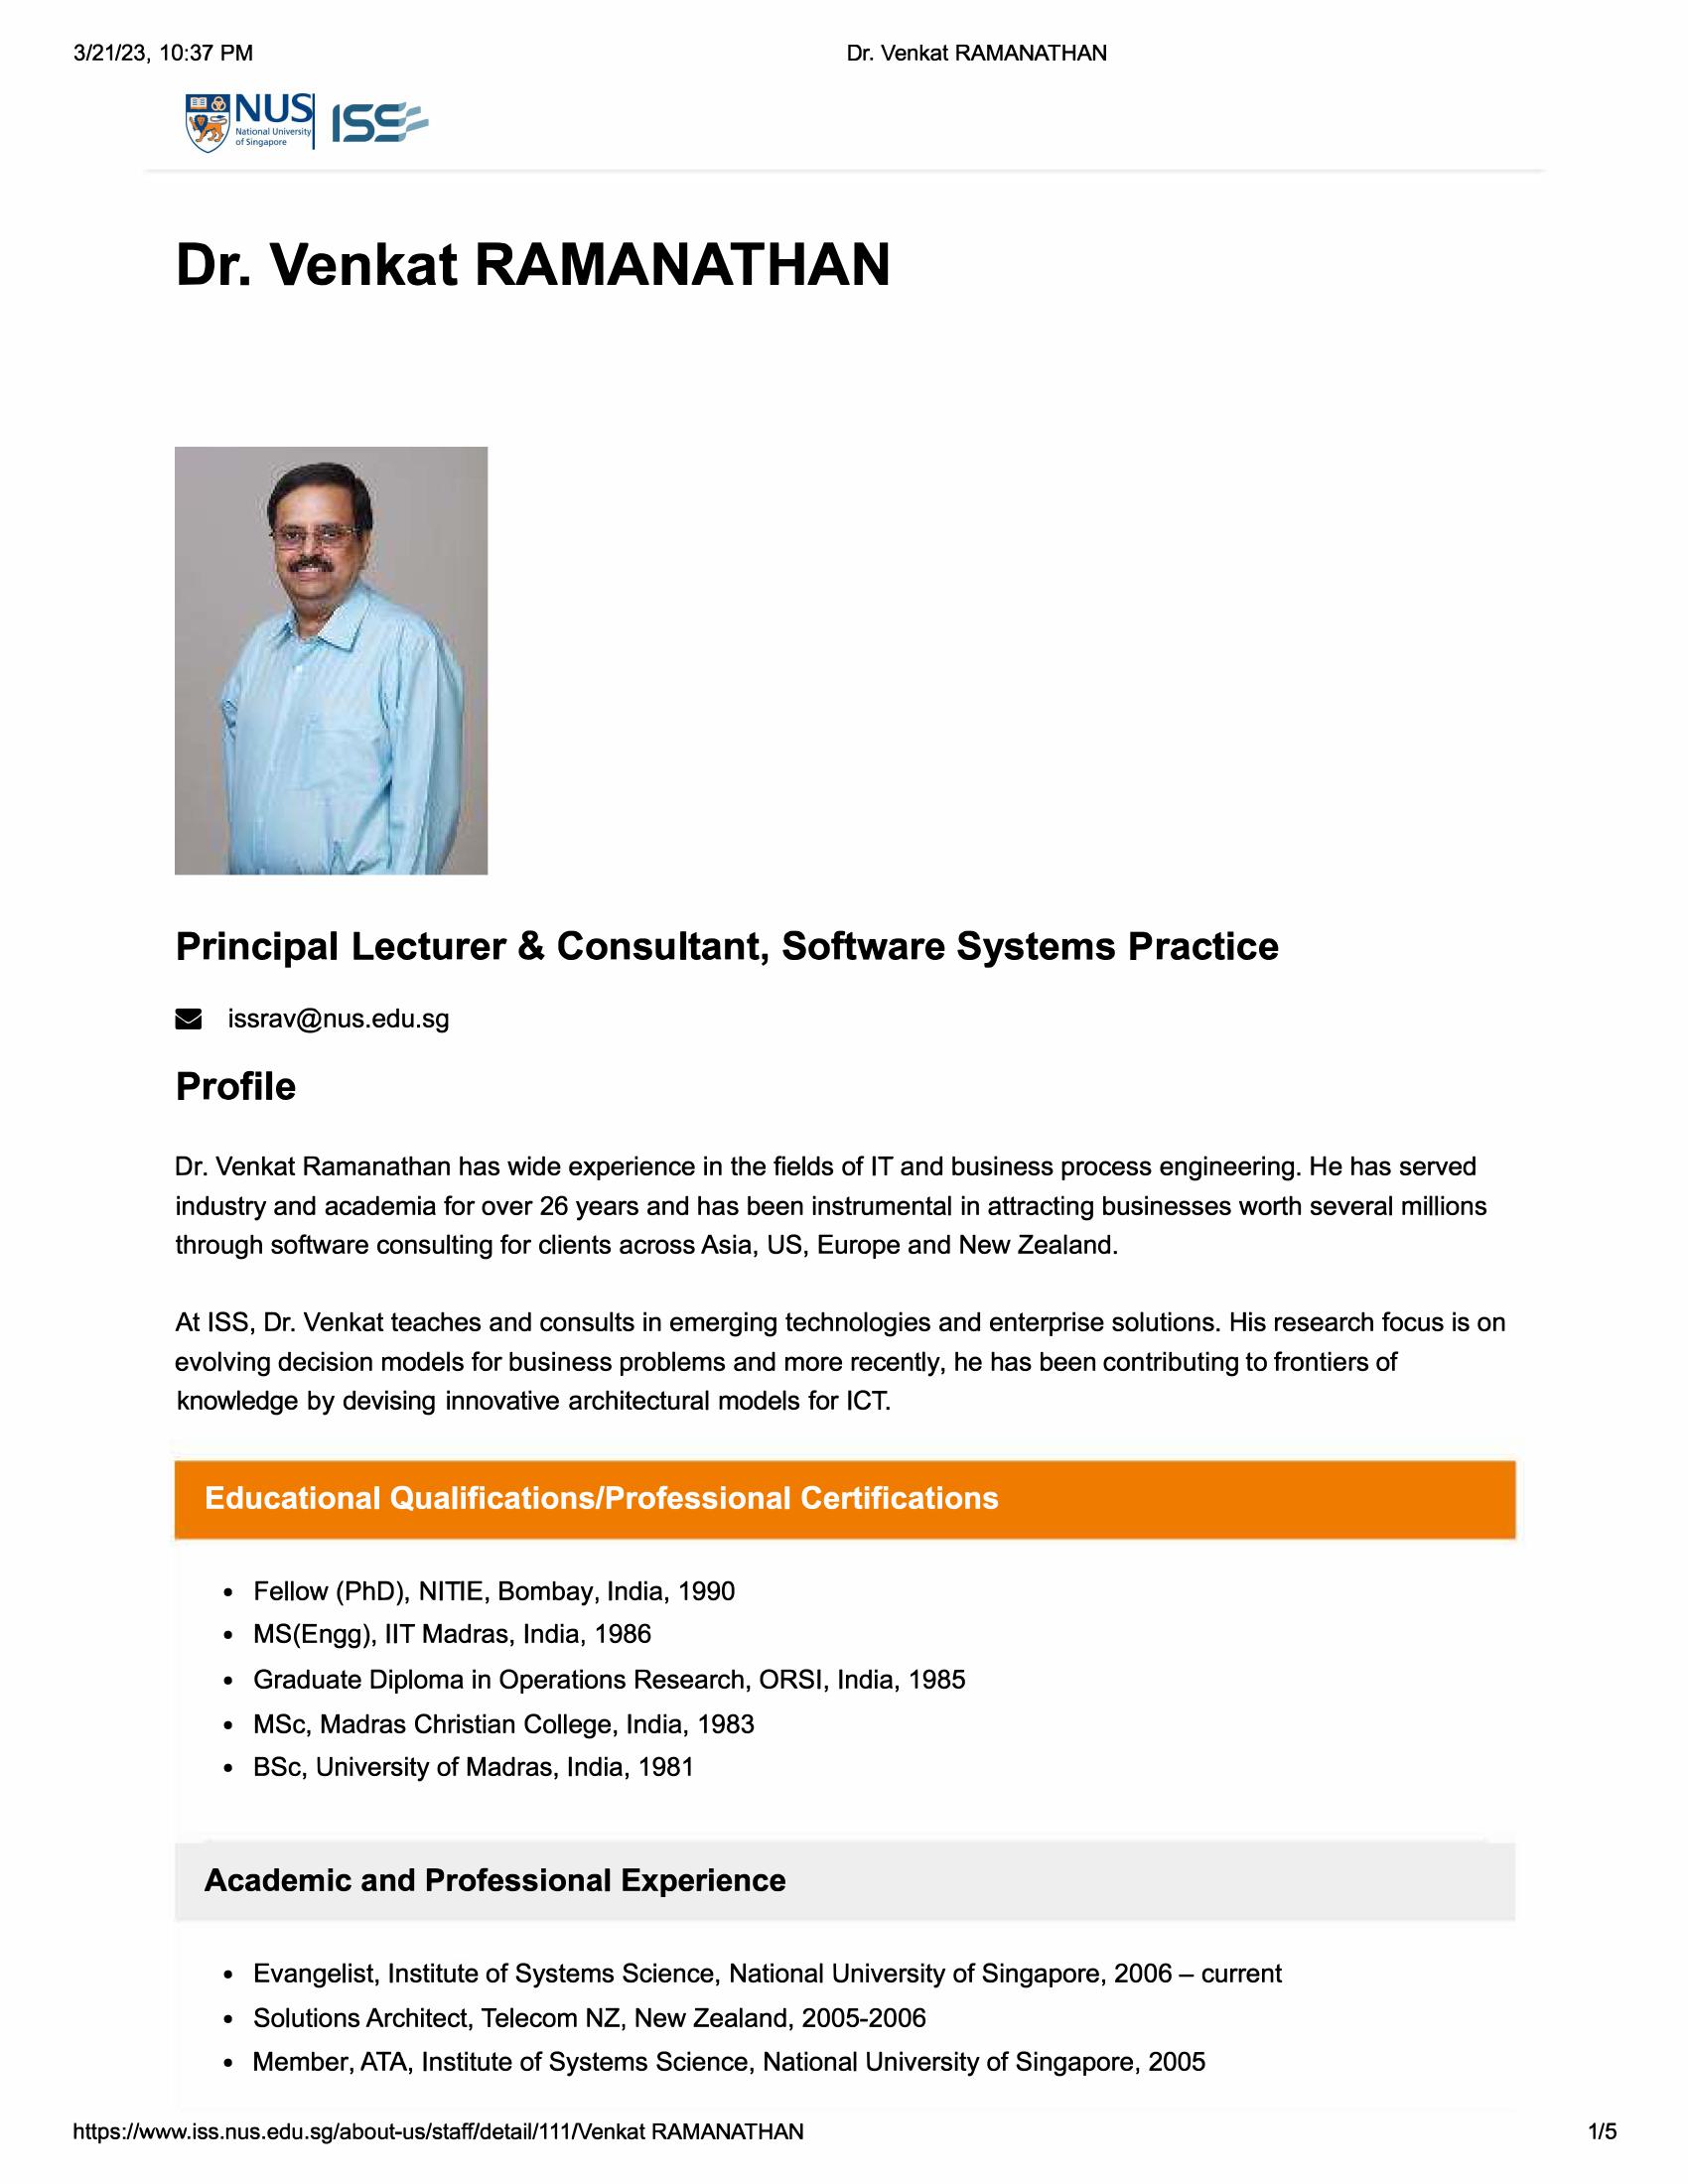 3/21/23, 10:37 PM
Dr. Venkat RAMANATHAN
NUS
National University
of Singapore
ISS
Dr. Venkat RAMANATHAN
Principal Lecturer & Consultant, Software Systems Practice
issrav@nus.edu.sg
Profile
Dr. Venkat Ramanathan has wide experience in the fields of IT and business process engineering. He has served
industry and academia for over 26 years and has been instrumental in attracting businesses worth several millions
through software consulting for clients across Asia, US, Europe and New Zealand.
At ISS, Dr. Venkat teaches and consults in emerging technologies and enterprise solutions. His research focus is on
evolving decision models for business problems and more recently, he has been contributing to frontiers of
knowledge by devising innovative architectural models for ICT.
Educational Qualifications/Professional Certifications
• Fellow (PhD), NITIE, Bombay, India, 1990
• MS(Engg), IIT Madras, India, 1986
• Graduate Diploma in Operations Research, ORSI, India, 1985
• MSc, Madras Christian College, India, 1983
• BSc, University of Madras, India, 1981
Academic and Professional Experience
• Evangelist, Institute of Systems Science, National University of Singapore, 2006 – current
• Solutions Architect, Telecom NZ, New Zealand, 2005-2006
• Member, ATA, Institute of Systems Science, National University of Singapore, 2005
https://www.iss.nus.edu.sg/about-us/staff/detail/111/Venkat RAMANATHAN
1/5